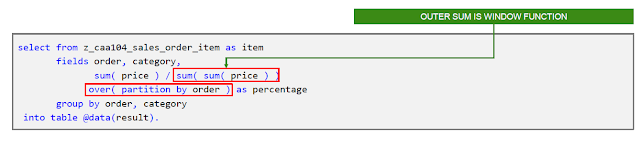 OUTER SUM IS WINDOW FUNCTION
select from z_caa104_sales_order_item as item
fields order, category,
sum( price ) / sum( sum( price ) )
over( partition by order ) as percentage
group by order, category
into table @data(result).